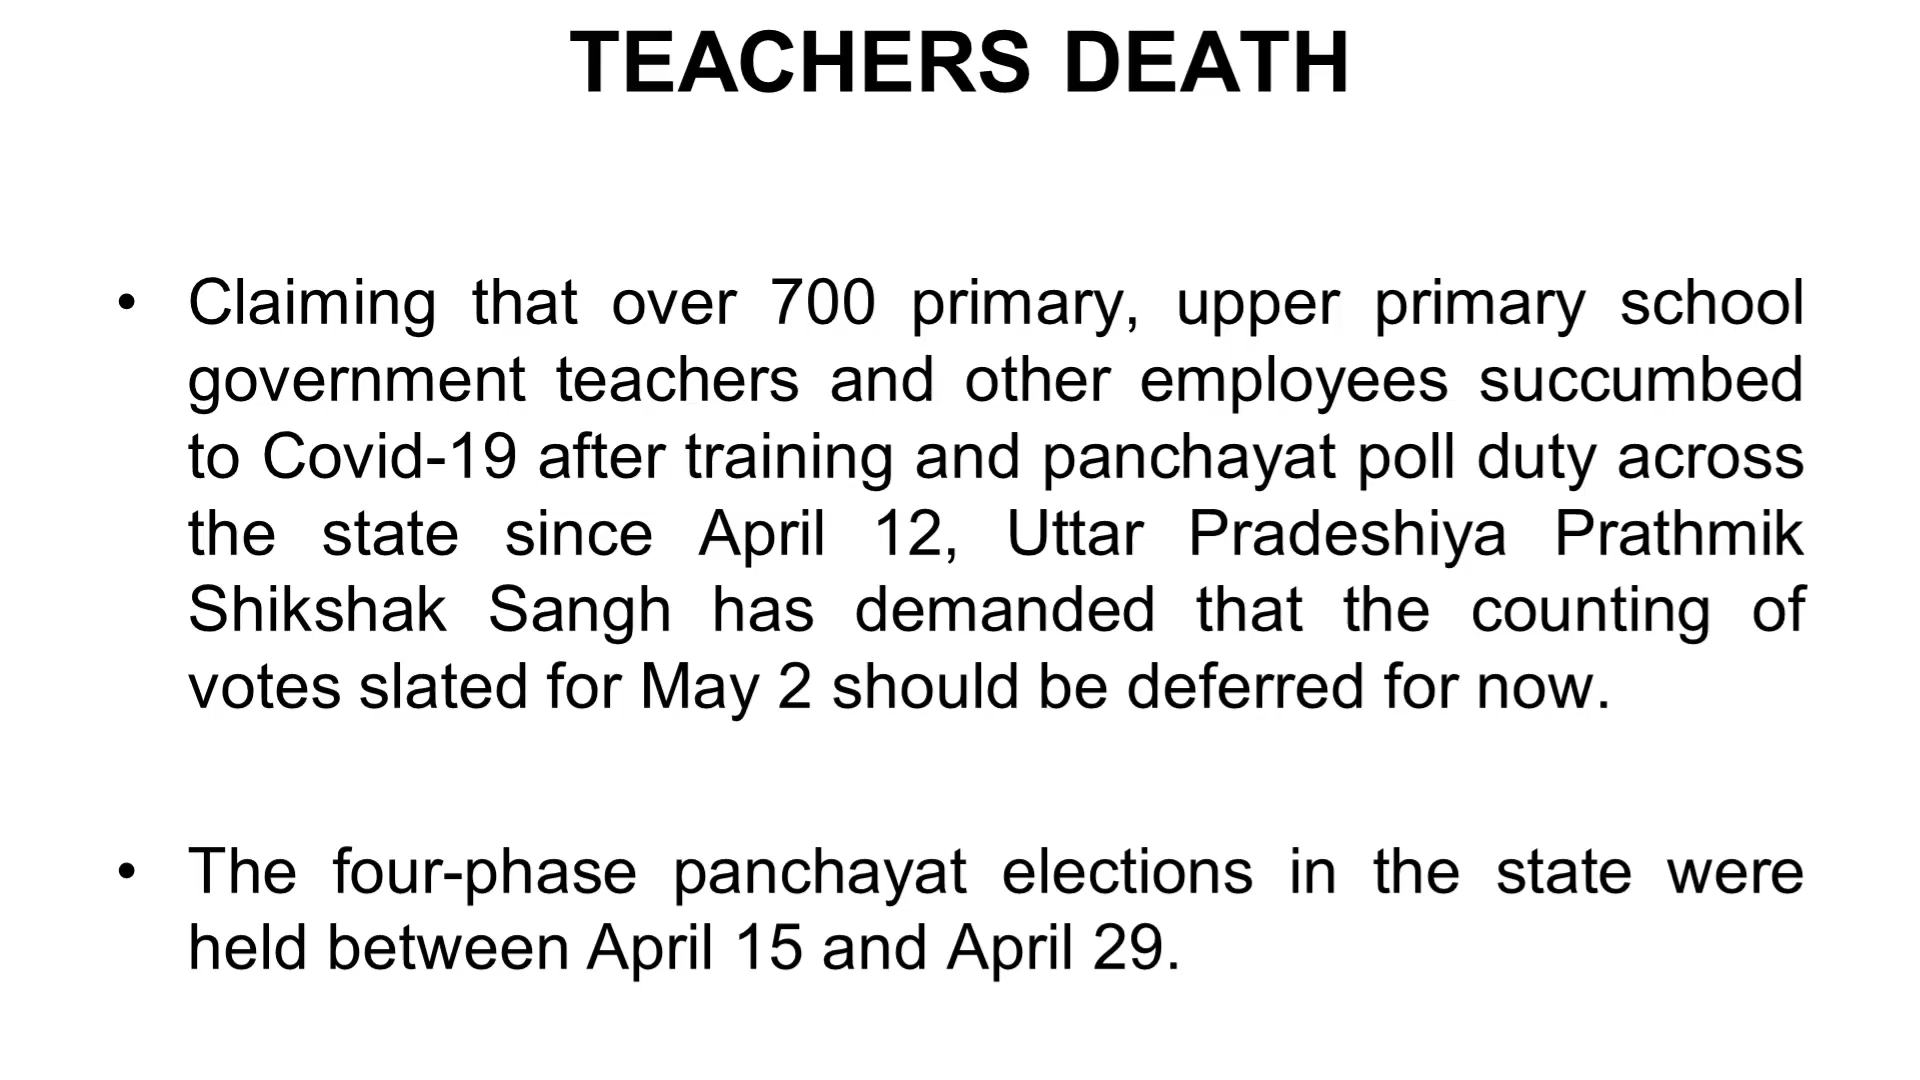 TEACHERS DEATH
• Claiming that over 700 primary, upper primary school
government teachers and other employees succumbed
to Covid-19 after training and panchayat poll duty across
the state since April 12, Uttar Pradeshiya Prathmik
Shikshak Sangh has demanded that the counting of
votes slated for May 2 should be deferred for now.
• The four-phase panchayat elections in the state were
held between April 15 and April 29.